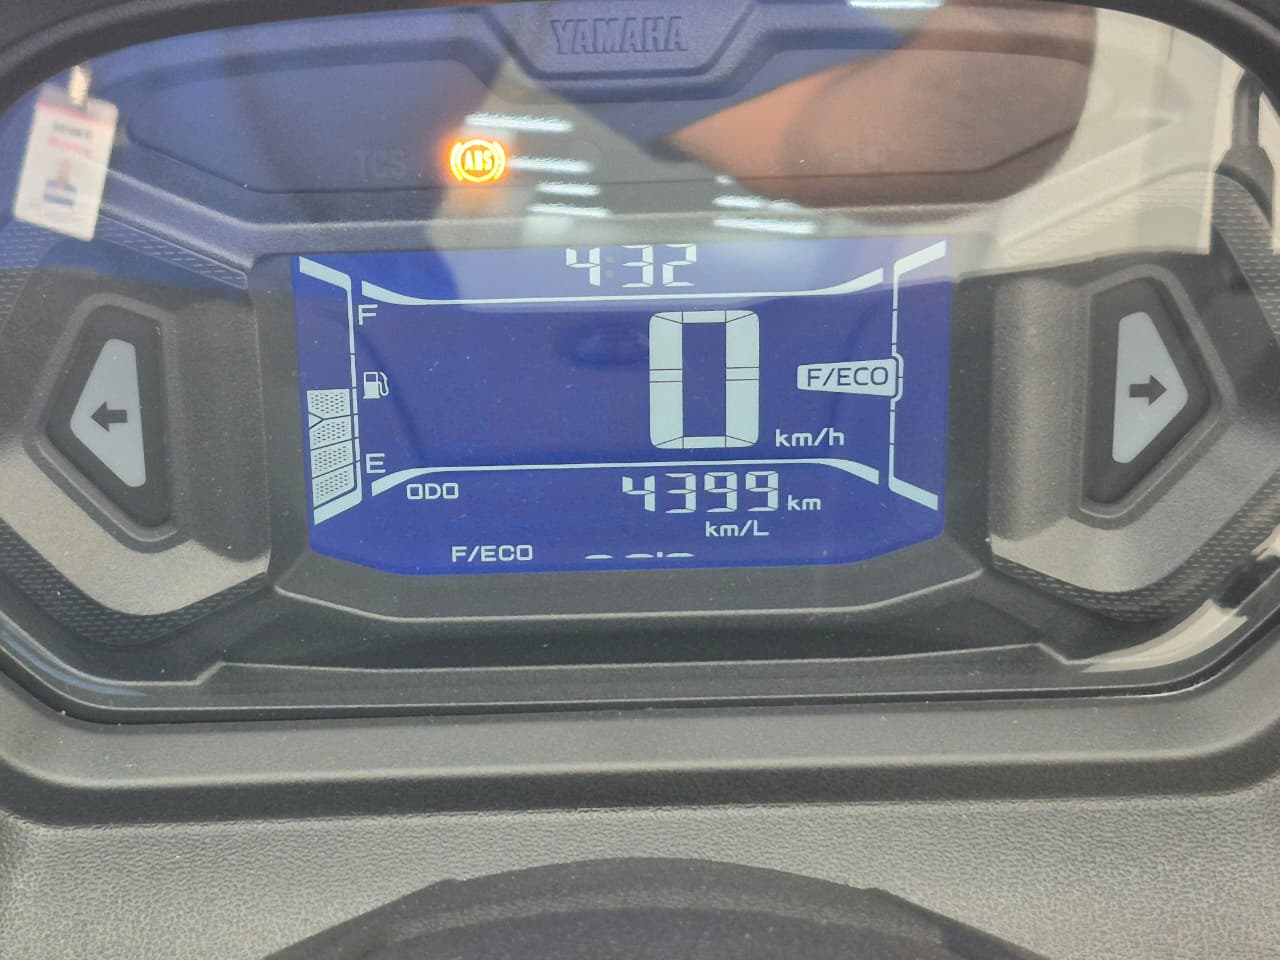 YAMAHA
TCS ABS
4:32
F
0 km/h
F/ECO
E
ODO 4399 km
km/L
F/ECO